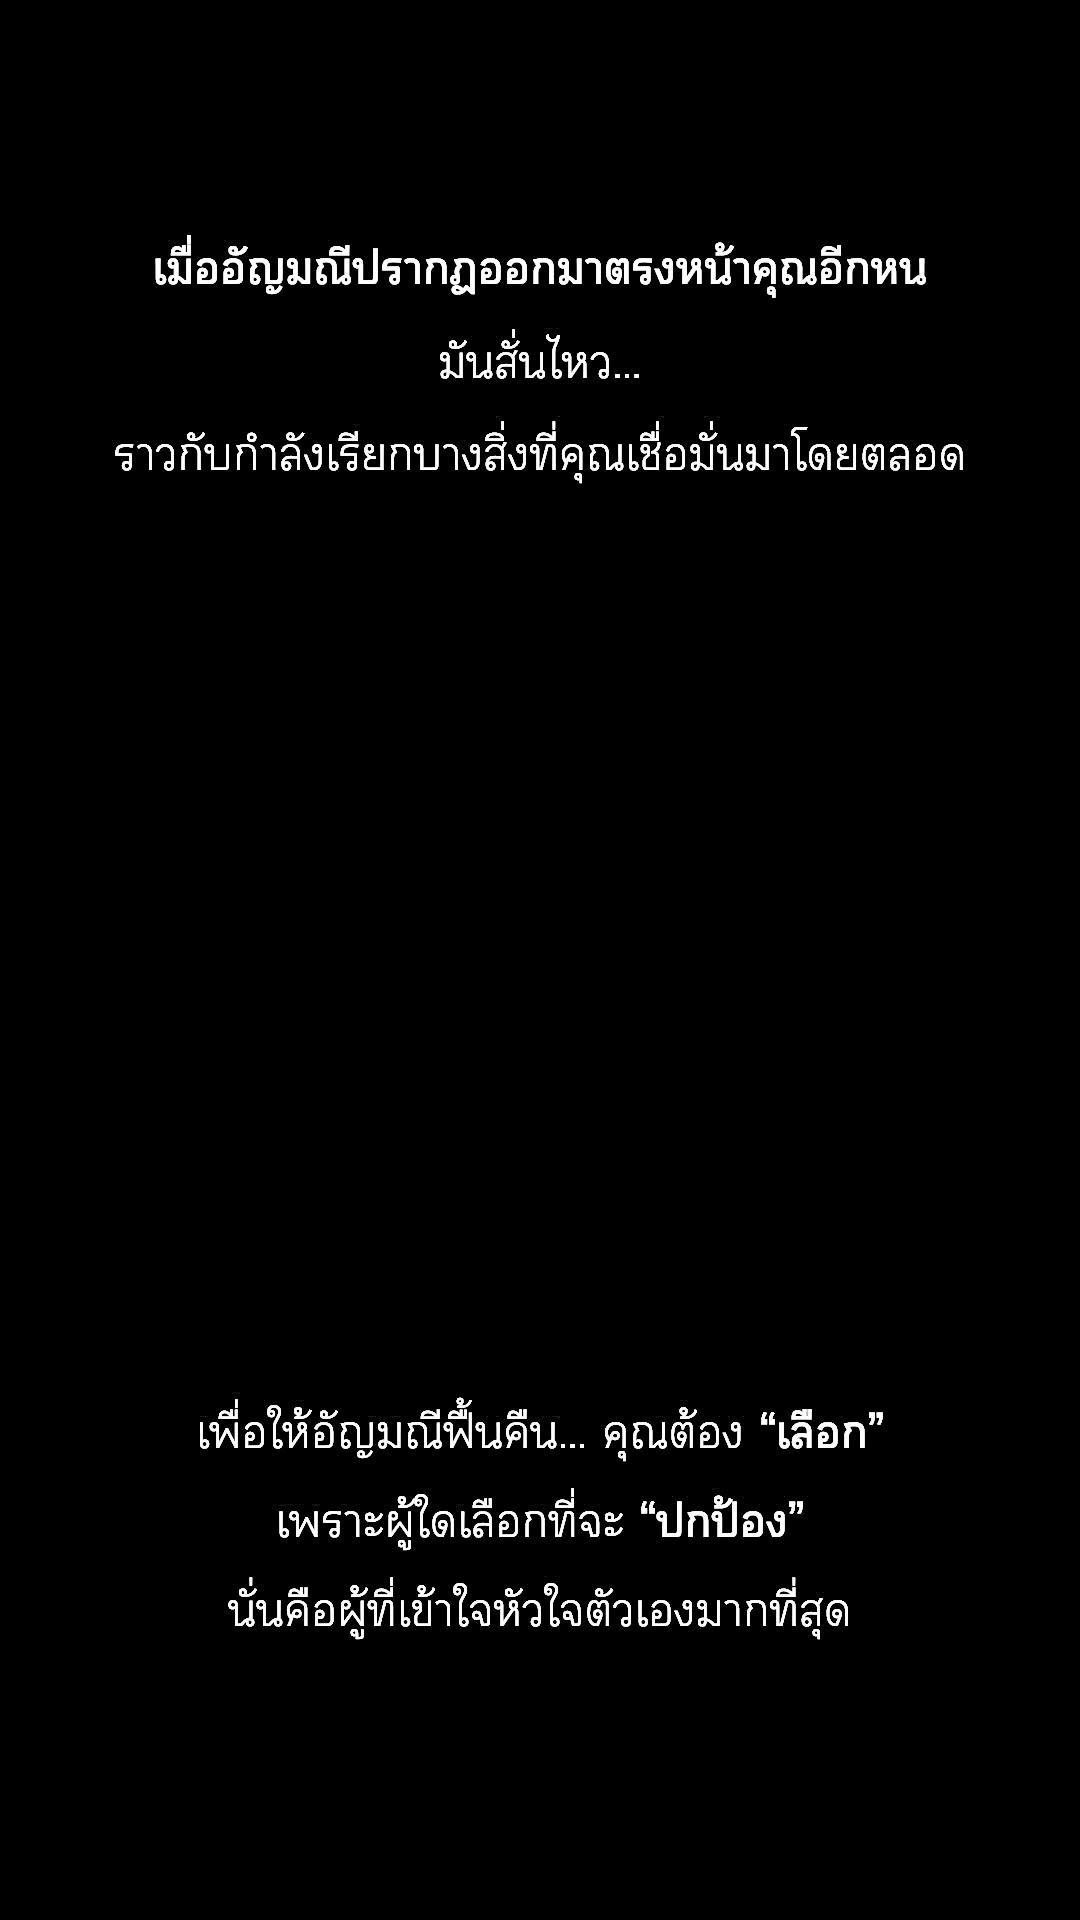 เมื่ออัญมณีปรากฏออกมาตรงหน้าคุณอีกหน
มันสั่นไหว...
ราวกับกำลังเรียกบางสิ่งที่คุณเชื่อมั่นมาโดยตลอด
เพื่อให้อัญมณีฟื้นคืน... คุณต้อง “เลือก”
เพราะผู้ใดเลือกที่จะ “ปกป้อง”
นั่นคือผู้ที่เข้าใจหัวใจตัวเองมากที่สุด